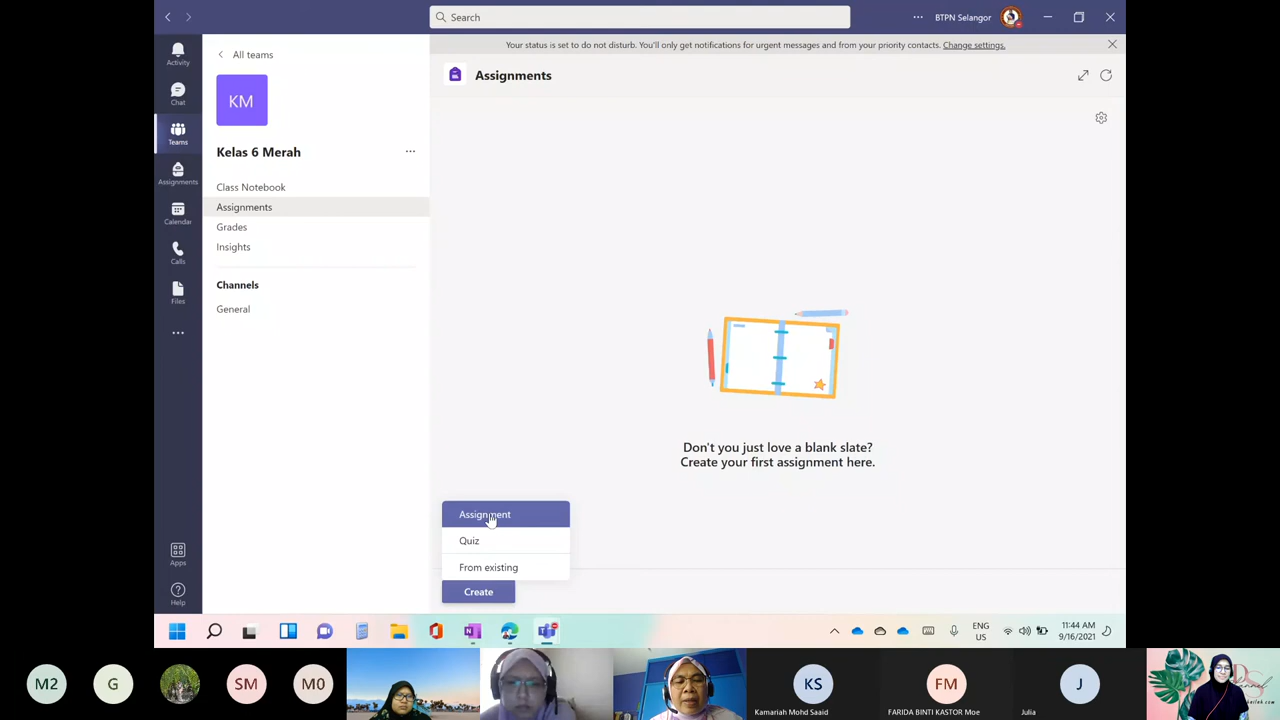 Search
BTPN Selangor
Your status is set to do not disturb. You'll only get notifications for urgent messages and from your priority contacts. Change settings.
Activity
Chat
Teams
Assignments
Calendar
Calls
Files
Apps
Help
All teams
KM
Kelas 6 Merah
Class Notebook
Assignments
Grades
Insights
Channels
General
Assignments
Don't you just love a blank slate?
Create your first assignment here.
Assignment
Quiz
From existing
Create
ENG
US
11:44 AM
9/16/2021
M2
G
SM
M0
KS
Kamariah Mohd Saaid
FM
FARIDA BINTI KASTOR Moe
J
Julia